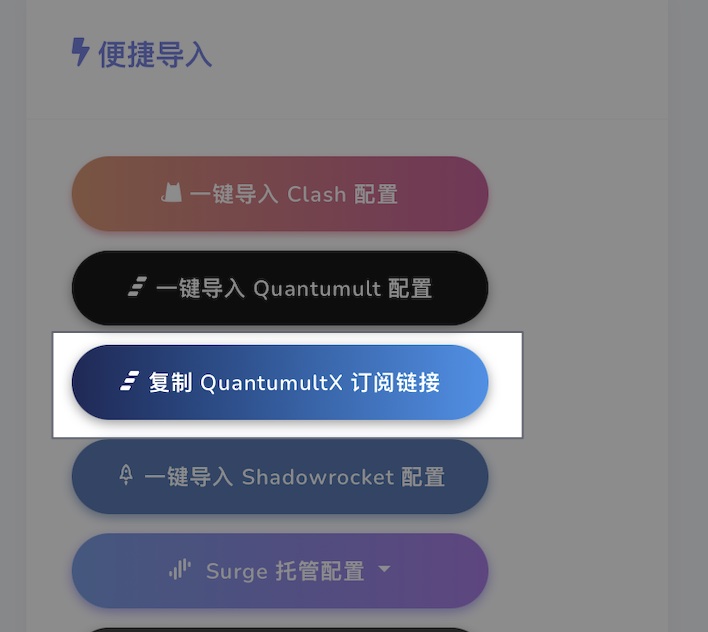 便捷导入
一键导入 Clash 配置
一键导入 Quantumult 配置
复制 QuantumultX 订阅链接
一键导入 Shadowrocket 配置
Surge 托管配置